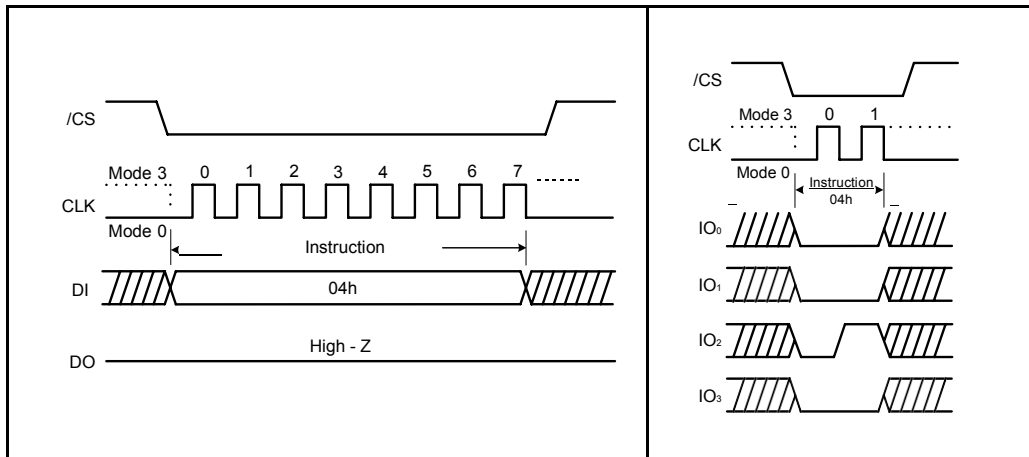 /CS
Mode 3 0 1 2 3 4 5 6 7
CLK
Mode 0
Instruction
DI 04h
High - Z
DO
/CS
Mode 3 0 1
CLK
Mode 0
Instruction
04h
IO₀
IO₁
IO₂
IO₃